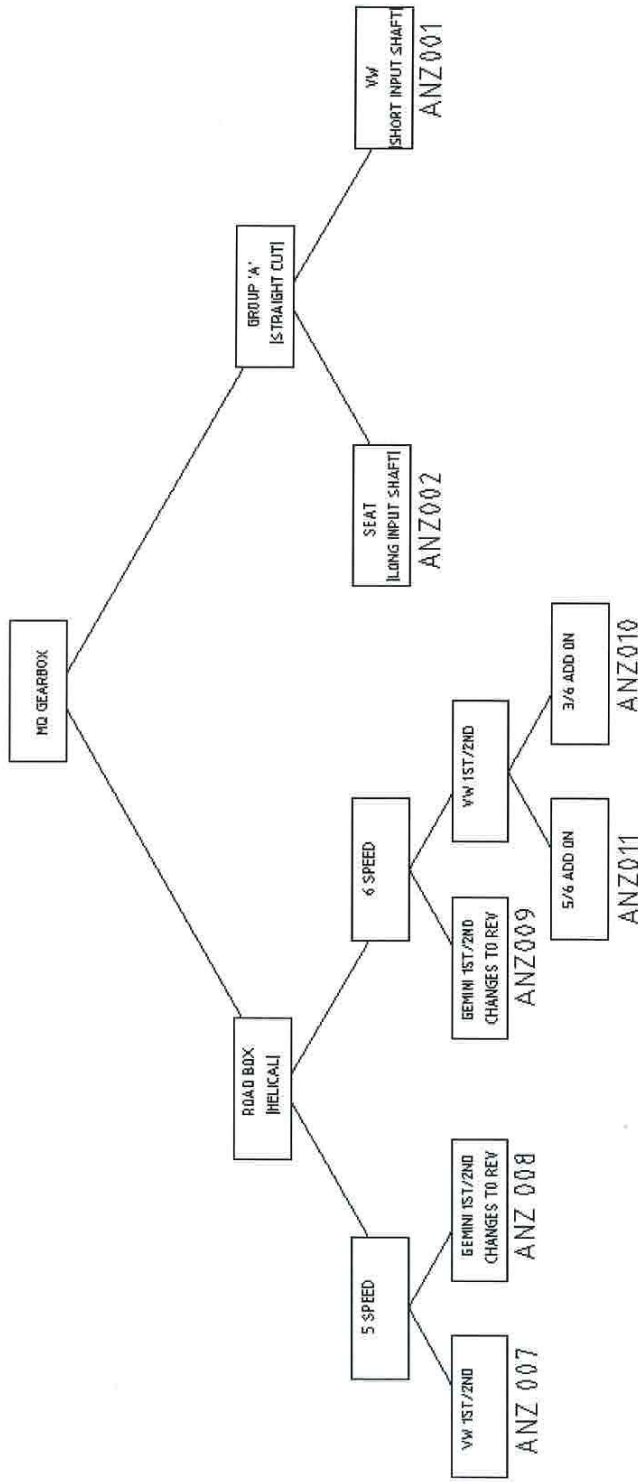 MQ GEARBOX
ROAD BOX
|HELICAL|
GROUP 'A'
|STRAIGHT CUT|
5 SPEED
6 SPEED
SEAT
|LONG INPUT SHAFT|
ANZ002
VW
|SHORT INPUT SHAFT|
ANZ001
VW 1ST/2ND
ANZ 007
GEMINI 1ST/2ND
CHANGES TO REV
ANZ 008
GEMINI 1ST/2ND
CHANGES TO REV
ANZ009
VW 1ST/2ND
5/6 ADD ON
ANZ011
3/6 ADD ON
ANZ010